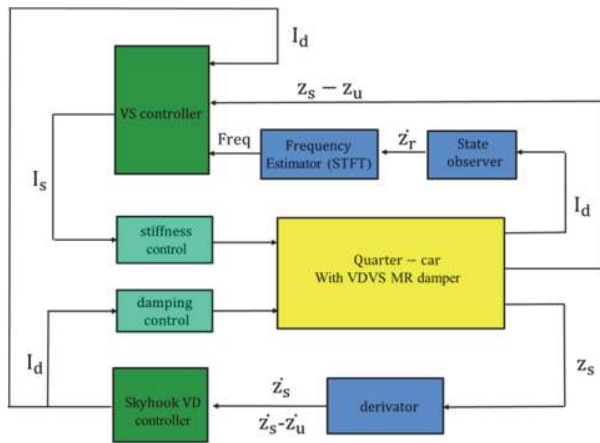 I_d
z_s − z_u
VS controller
Freq
Frequency
Estimator (STFT)
ż_r
State
observer
I_s
I_d
stiffness
control
Quarter − car
With VDVS MR damper
damping
control
I_d
z_s
Skyhook VD
controller
ż_s
ż_s-ż_u
derivator